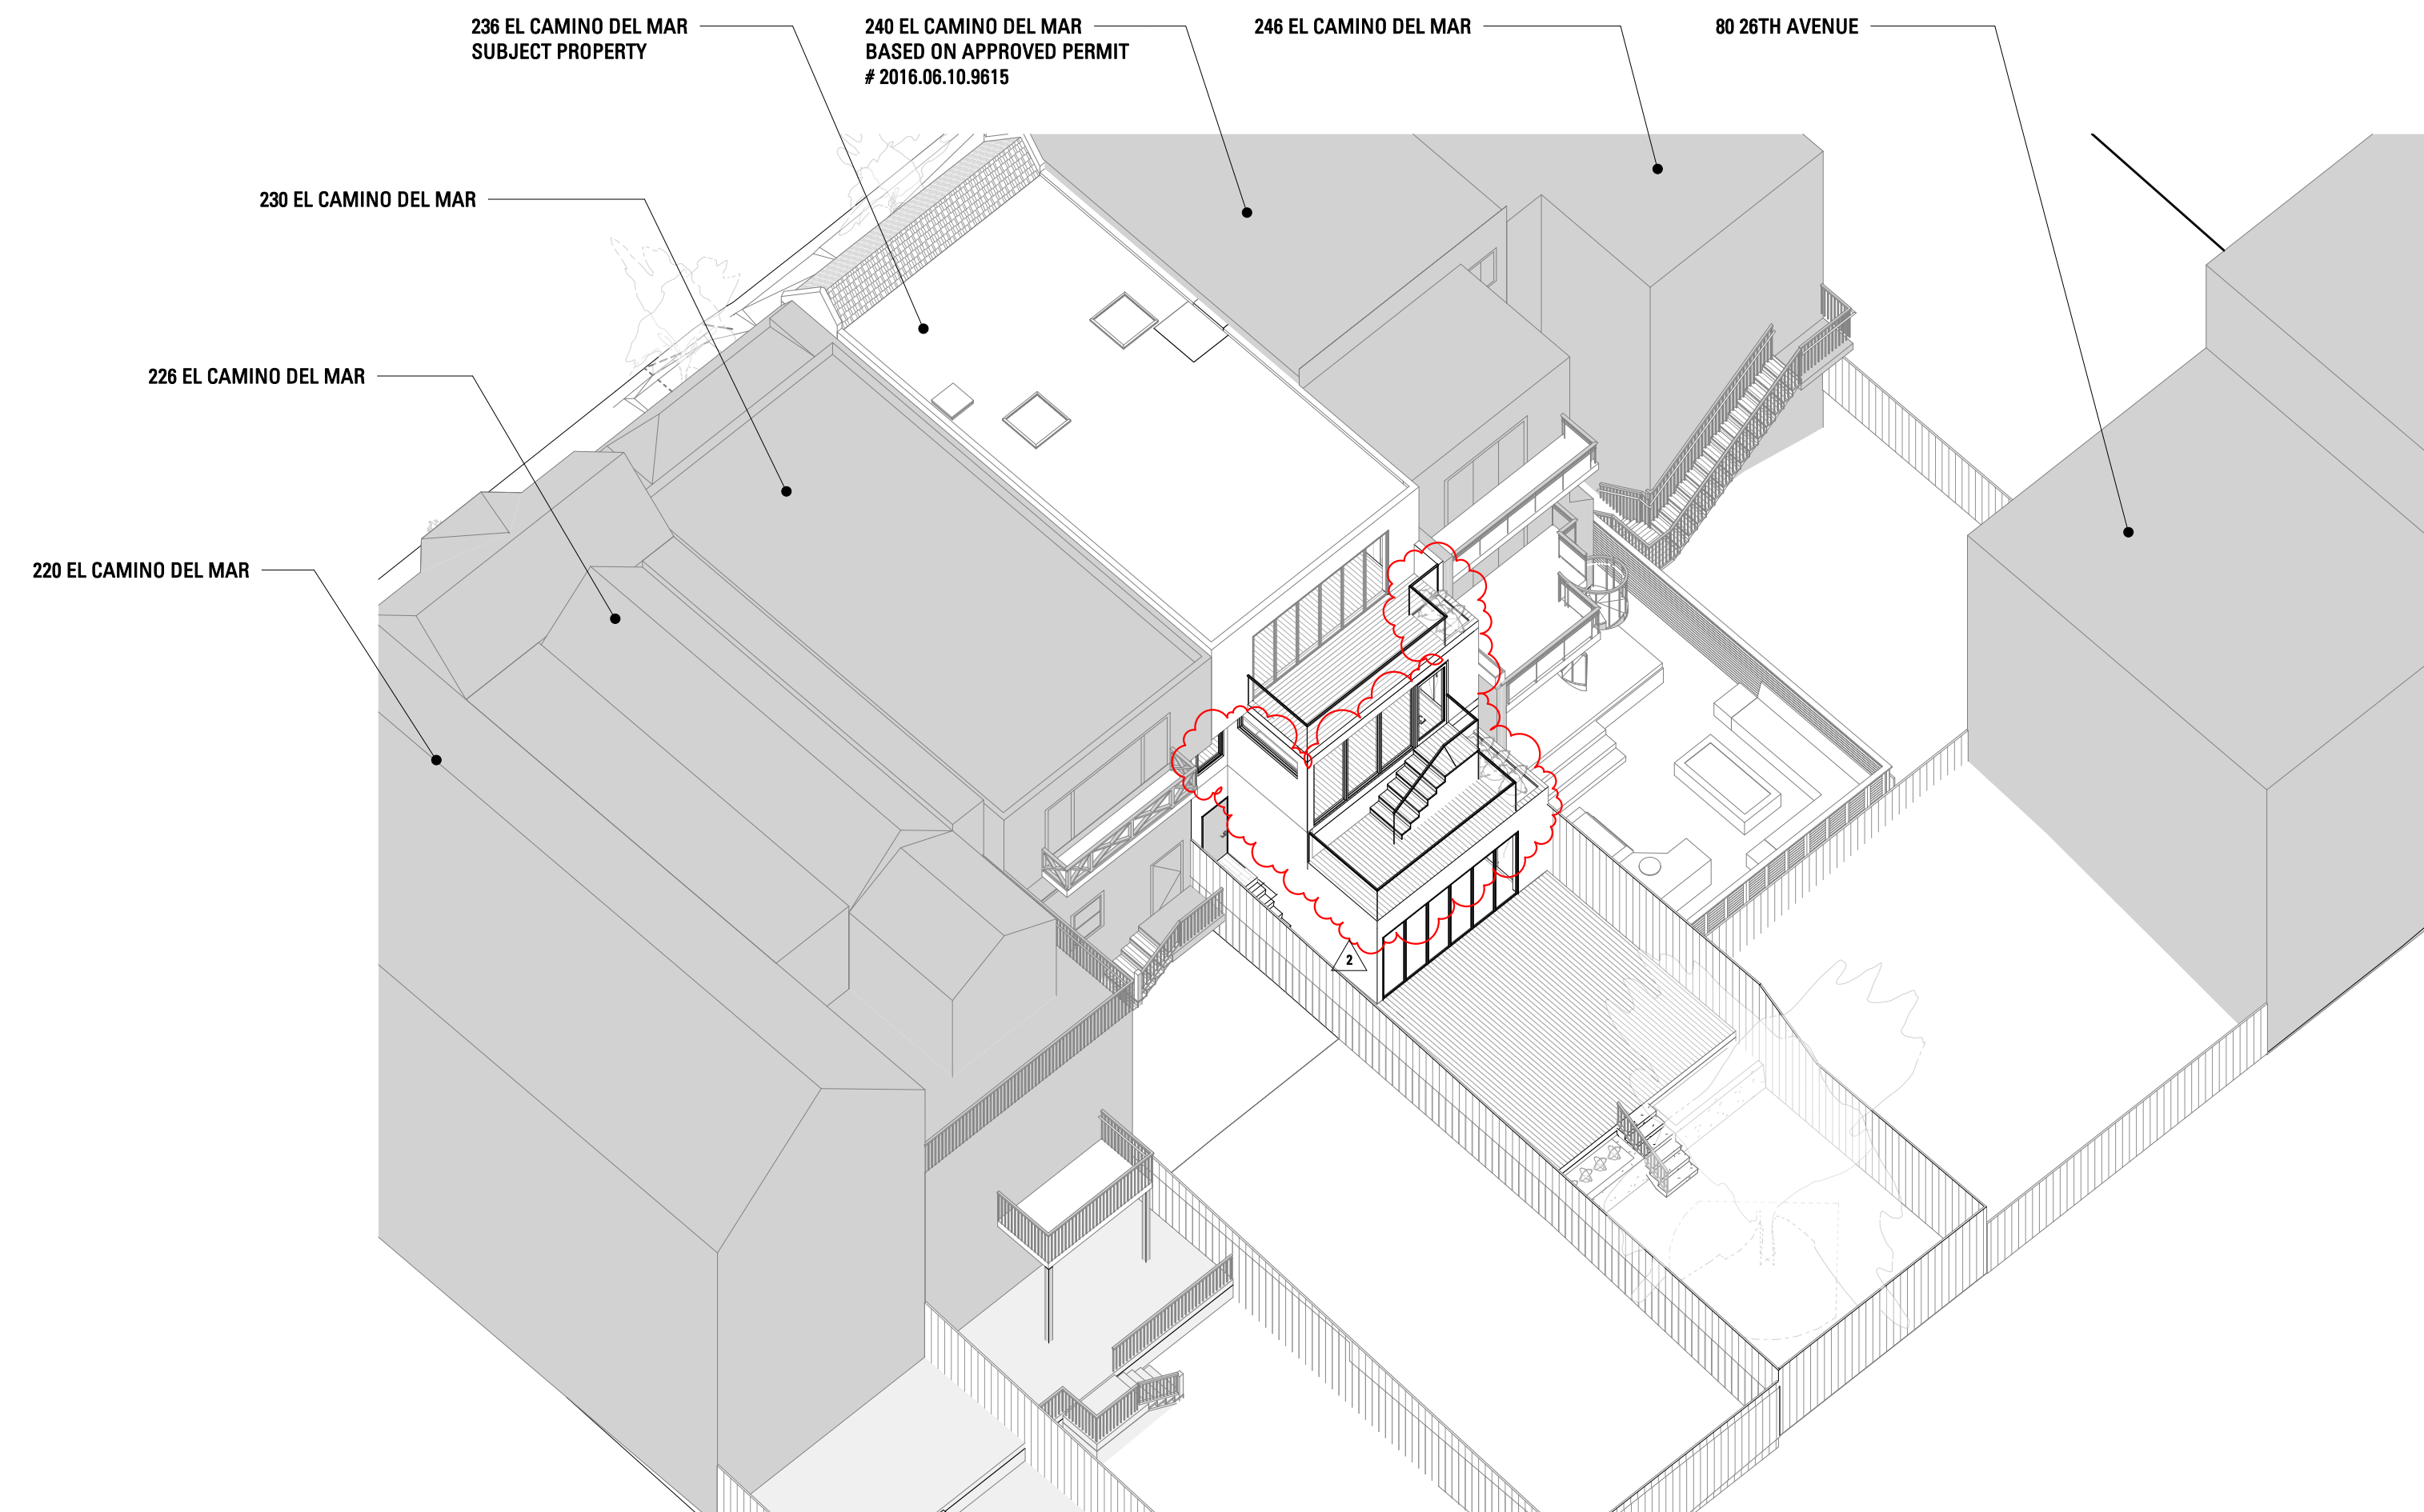 236 EL CAMINO DEL MAR
SUBJECT PROPERTY
240 EL CAMINO DEL MAR
BASED ON APPROVED PERMIT
# 2016.06.10.9615
246 EL CAMINO DEL MAR
80 26TH AVENUE
230 EL CAMINO DEL MAR
226 EL CAMINO DEL MAR
220 EL CAMINO DEL MAR
2